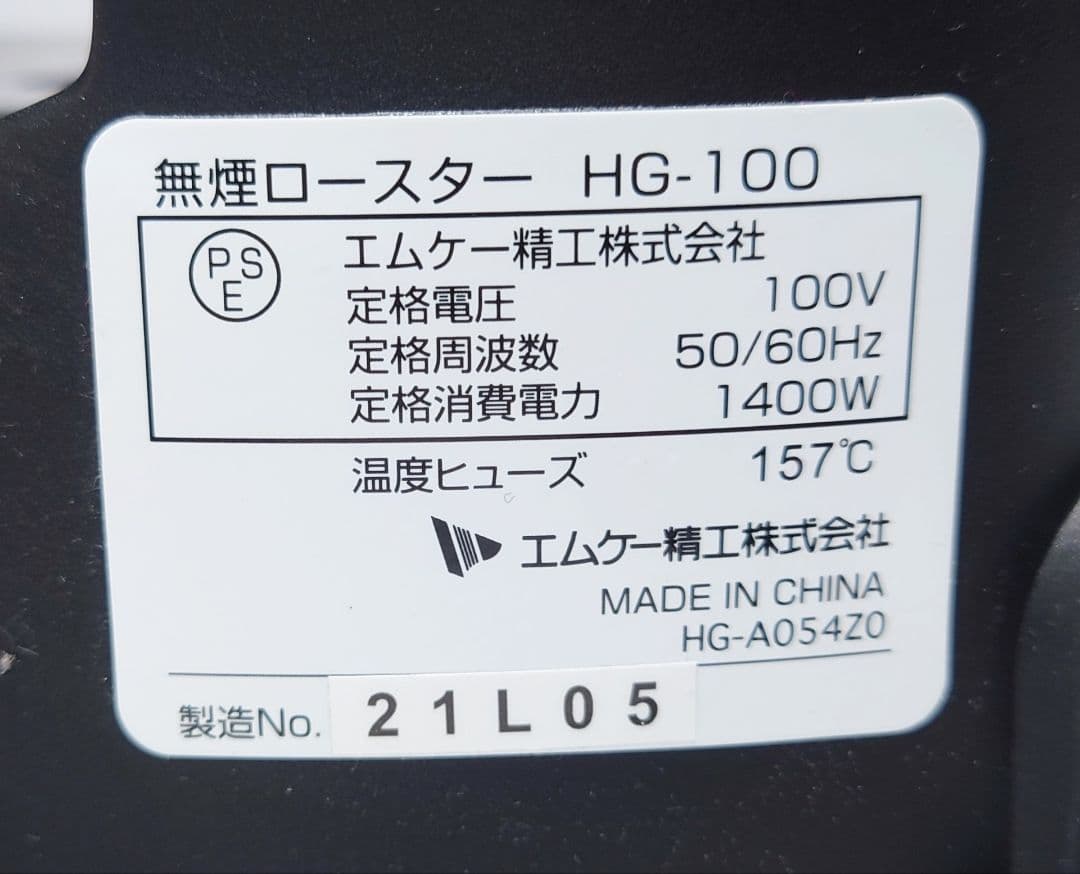 無煙ロースター HG-100
PSE
エムケー精工株式会社
定格電圧 100V
定格周波数 50/60Hz
定格消費電力 1400W
温度ヒューズ 157℃
エムケー精工株式会社
MADE IN CHINA
HG-A054Z0
製造No. 21L05